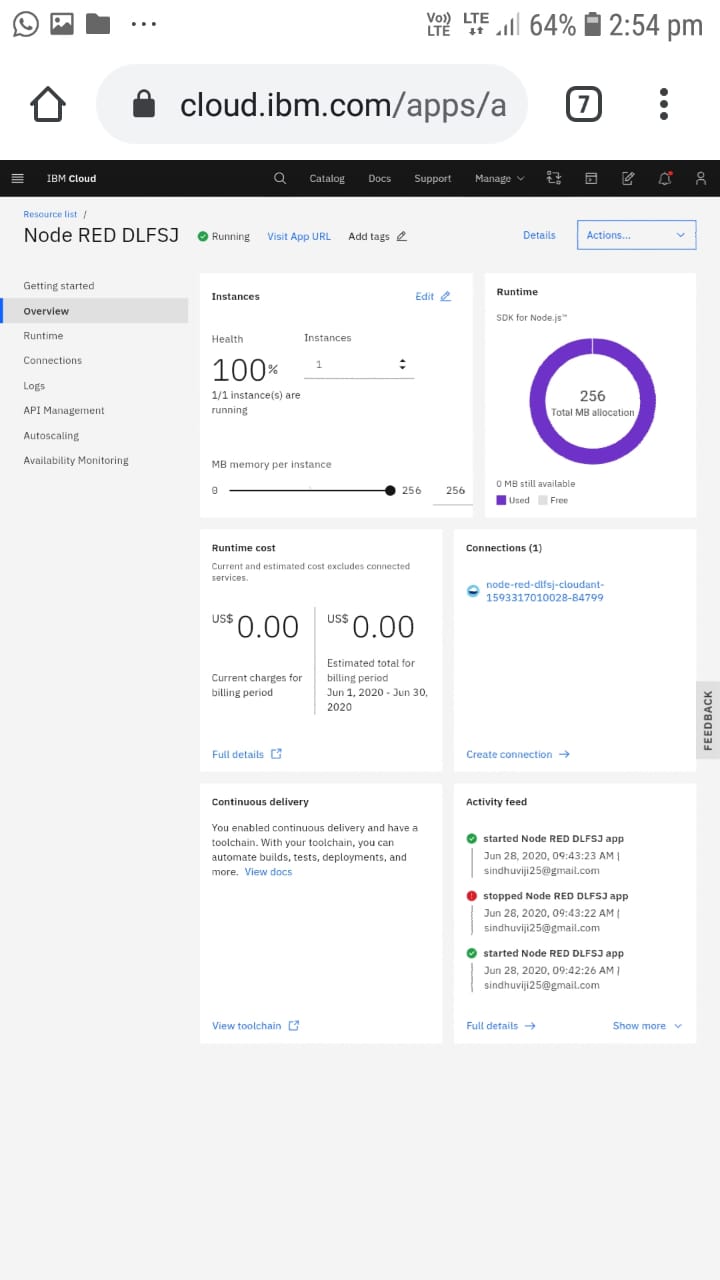 Vo)) LTE LTE 64% 2:54 pm
cloud.ibm.com/apps/a 7
IBM Cloud Catalog Docs Support Manage
Resource list /
Node RED DLFSJ Running Visit App URL Add tags Details Actions...
Getting started
Overview
Runtime
Connections
Logs
API Management
Autoscaling
Availability Monitoring
Instances Edit
Health Instances
100% 1
1/1 instance(s) are
running
MB memory per instance
0 256 256
Runtime
SDK for Node.js™
256
Total MB allocation
0 MB still available
Used Free
Runtime cost
Current and estimated cost excludes connected
services.
US$ 0.00 US$ 0.00
Current charges for
billing period
Estimated total for
billing period
Jun 1, 2020 - Jun 30,
2020
Full details
Connections (1)
node-red-dlfsj-cloudant-
1593317010028-84799
Create connection
FEEDBACK
Continuous delivery
You enabled continuous delivery and have a
toolchain. With your toolchain, you can
automate builds, tests, deployments, and
more. View docs
View toolchain
Activity feed
started Node RED DLFSJ app
Jun 28, 2020, 09:43:23 AM |
sindhuviji25@gmail.com
stopped Node RED DLFSJ app
Jun 28, 2020, 09:43:22 AM |
sindhuviji25@gmail.com
started Node RED DLFSJ app
Jun 28, 2020, 09:42:26 AM |
sindhuviji25@gmail.com
Full details Show more